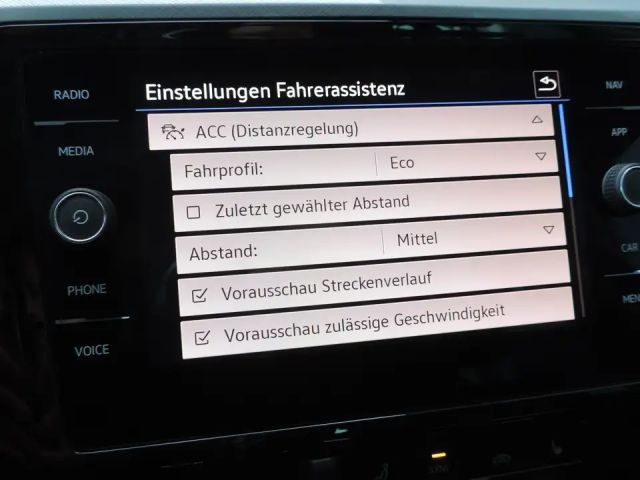 Einstellungen Fahrerassistenz
RADIO
NAV
ACC (Distanzregelung)
APP
MEDIA
Fahrprofil: Eco
Zuletzt gewählter Abstand
Abstand: Mittel
CAR
Vorausschau Streckenverlauf
PHONE
MEN
Vorausschau zulässige Geschwindigkeit
VOICE